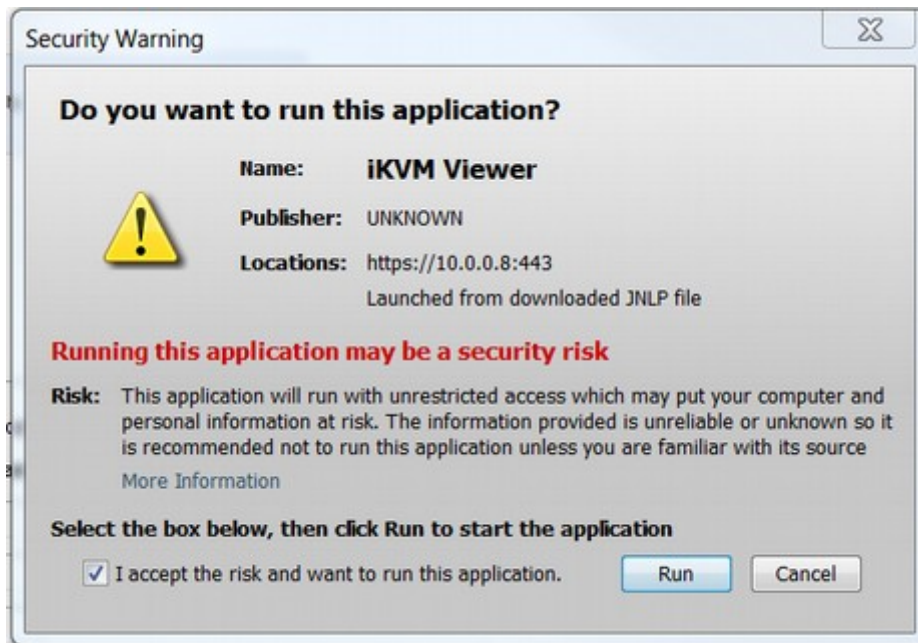 Security Warning
Do you want to run this application?
Name: iKVM Viewer
Publisher: UNKNOWN
Locations: https://10.0.0.8:443
Launched from downloaded JNLP file
Running this application may be a security risk
Risk: This application will run with unrestricted access which may put your computer and
personal information at risk. The information provided is unreliable or unknown so it
is recommended not to run this application unless you are familiar with its source
More Information
Select the box below, then click Run to start the application
I accept the risk and want to run this application. Run Cancel